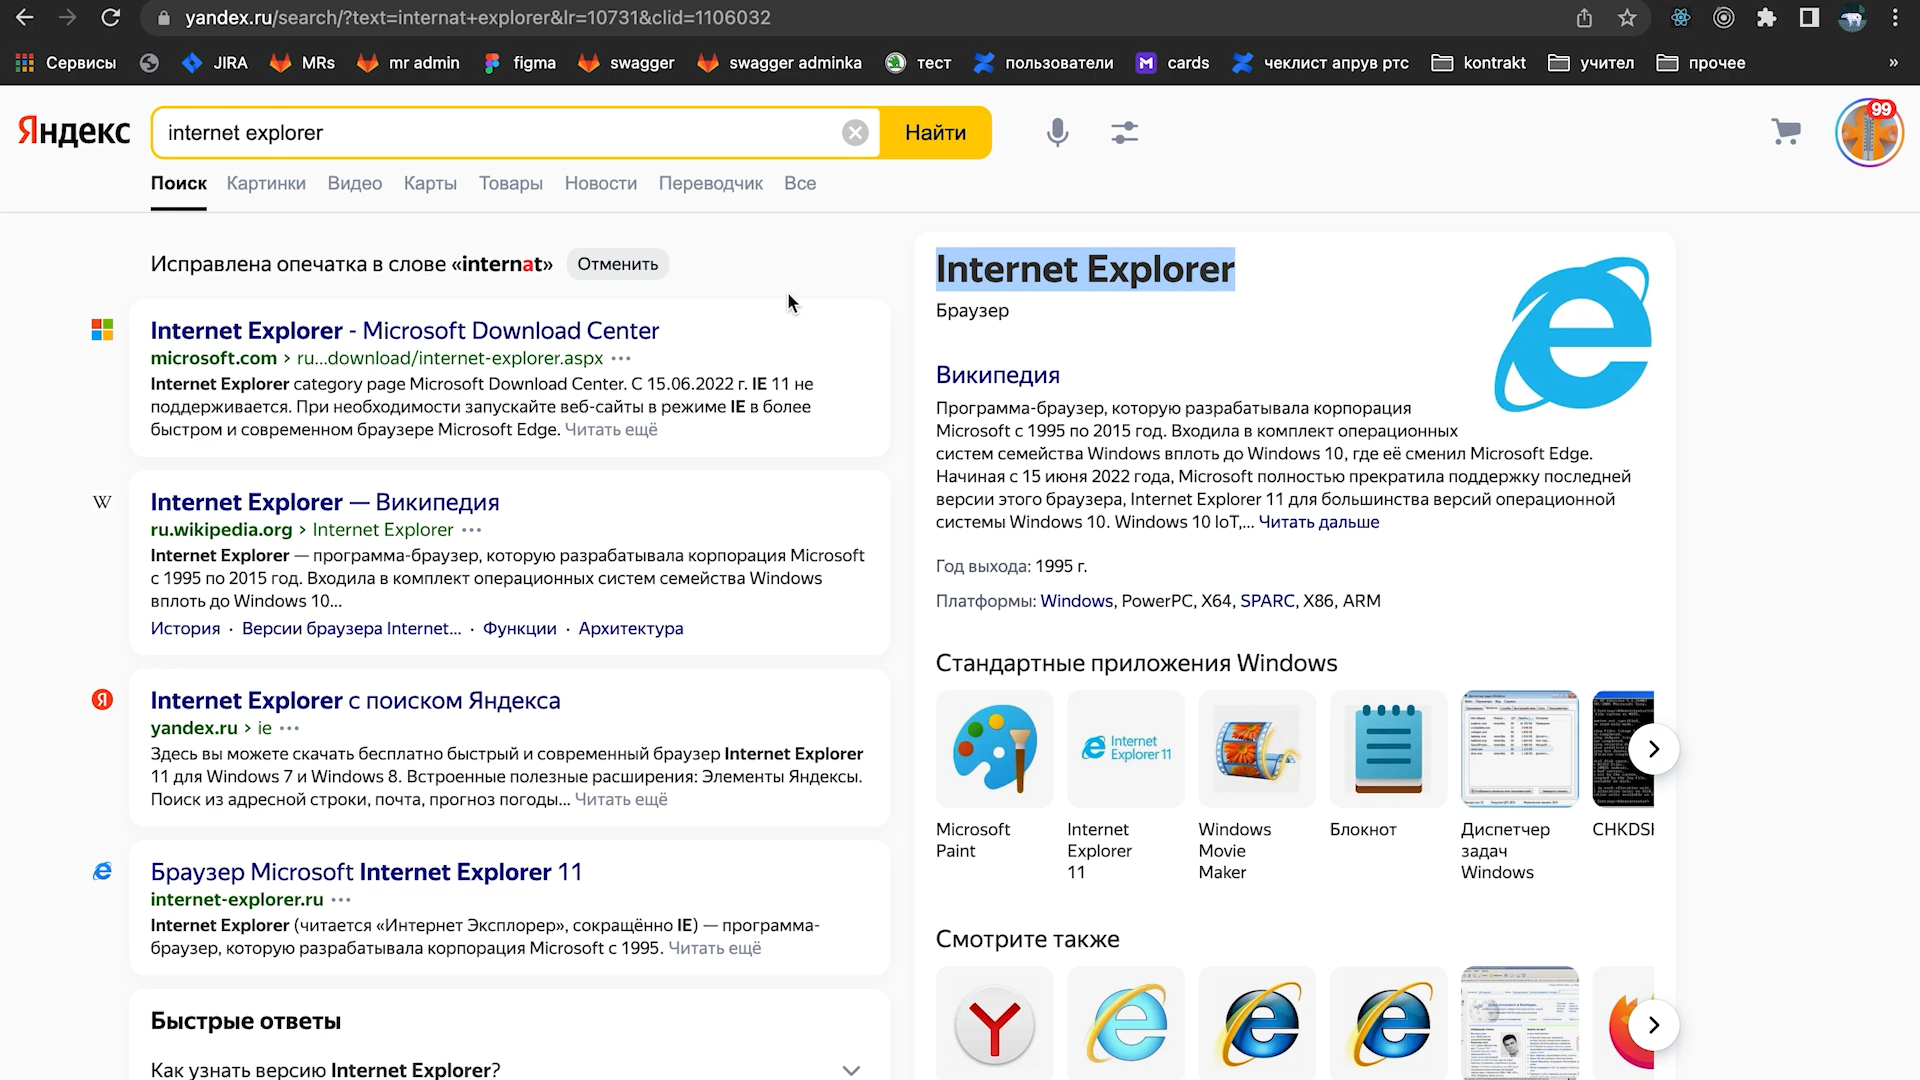 yandex.ru/search/?text=internat+explorer&lr=10731&clid=1106032
Сервисы JIRA MRs mr admin figma swagger swagger adminka тест пользователи cards чеклист апрув ртс kontrakt учител прочее »
Яндекс internet explorer Найти 99
Поиск Картинки Видео Карты Товары Новости Переводчик Все
Исправлена опечатка в слове «internat» Отменить
Internet Explorer - Microsoft Download Center
microsoft.com › ru...download/internet-explorer.aspx
Internet Explorer category page Microsoft Download Center. С 15.06.2022 г. IE 11 не
поддерживается. При необходимости запускайте веб-сайты в режиме IE в более
быстром и современном браузере Microsoft Edge. Читать ещё
W
Internet Explorer — Википедия
ru.wikipedia.org › Internet Explorer
Internet Explorer — программа-браузер, которую разрабатывала корпорация Microsoft
с 1995 по 2015 год. Входила в комплект операционных систем семейства Windows
вплоть до Windows 10...
История · Версии браузера Internet... · Функции · Архитектура
Я
Internet Explorer с поиском Яндекса
yandex.ru › ie
Здесь вы можете скачать бесплатно быстрый и современный браузер Internet Explorer
11 для Windows 7 и Windows 8. Встроенные полезные расширения: Элементы Яндексы.
Поиск из адресной строки, почта, прогноз погоды... Читать ещё
Браузер Microsoft Internet Explorer 11
internet-explorer.ru
Internet Explorer (читается «Интернет Эксплорер», сокращённо IE) — программа-
браузер, которую разрабатывала корпорация Microsoft с 1995. Читать ещё
Быстрые ответы
Как узнать версию Internet Explorer?
Internet Explorer
Браузер
Википедия
Программа-браузер, которую разрабатывала корпорация
Microsoft с 1995 по 2015 год. Входила в комплект операционных
систем семейства Windows вплоть до Windows 10, где её сменил Microsoft Edge.
Начиная с 15 июня 2022 года, Microsoft полностью прекратила поддержку последней
версии этого браузера, Internet Explorer 11 для большинства версий операционной
системы Windows 10. Windows 10 IoT,... Читать дальше
Год выхода: 1995 г.
Платформы: Windows, PowerPC, X64, SPARC, X86, ARM
Стандартные приложения Windows
Internet
Explorer 11
Microsoft
Paint
Internet
Explorer
11
Windows
Movie
Maker
Блокнот
Диспетчер
задач
Windows
Смотрите также